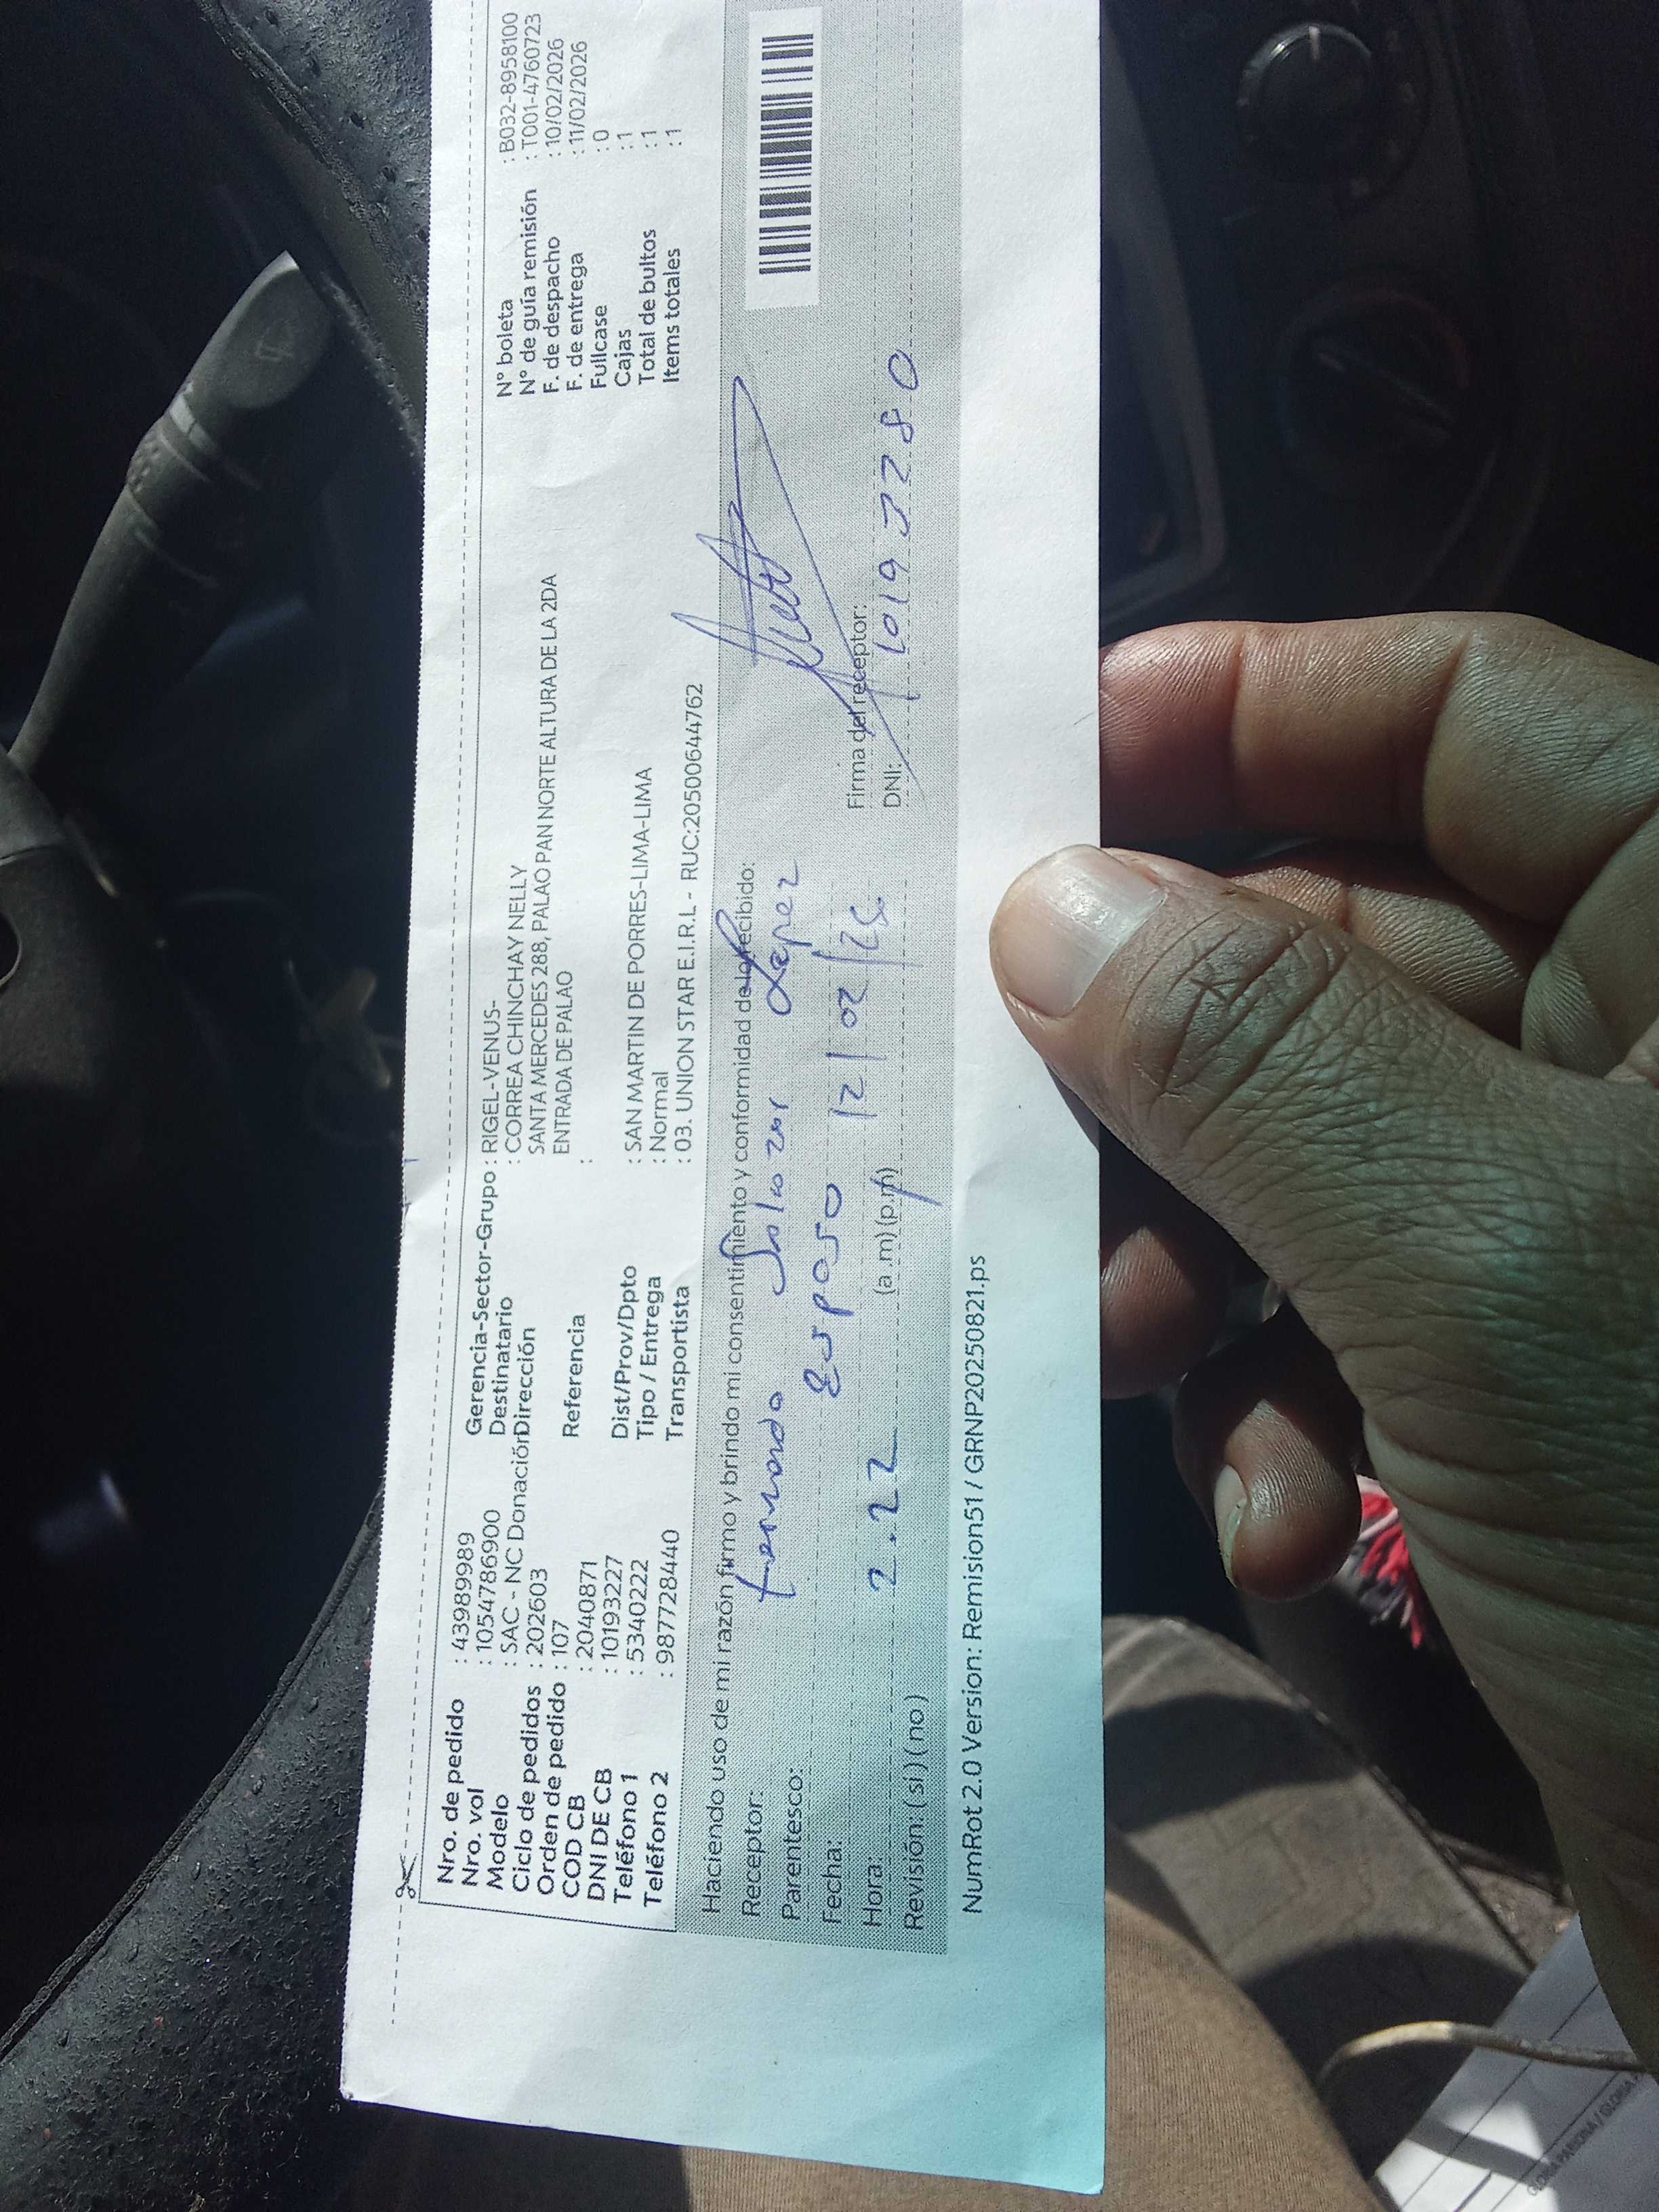 Nro. de pedido : 43989989
Nro. vol : 1054786900
Modelo : SAC - NC Donación
Ciclo de pedidos : 202603
Orden de pedido : 107
COD CB : 2040871
DNI DE CB : 10193227
Teléfono 1 : 5340222
Teléfono 2 : 987728440
Gerencia-Sector-Grupo : RIGEL-VENUS-
Destinatario : CORREA CHINCHAY NELLY
Dirección SANTA MERCEDES 288, PALAO PAN NORTE ALTURA DE LA 2DA
ENTRADA DE PALAO
Referencia :
Dist/Prov/Dpto : SAN MARTIN DE PORRES-LIMA-LIMA
Tipo / Entrega : Normal
Transportista : 03. UNION STAR E.I.R.L - RUC:20500644762
N° boleta : B032-8958100
N° de guía remisión : T001-4760723
F. de despacho : 10/02/2026
F. de entrega : 11/02/2026
Fullcase : 0
Cajas : 1
Total de bultos : 1
Items totales : 1
Haciendo uso de mi razón firmo y brindo mi consentimiento y conformidad de lo recibido:
Receptor: Fernando Salazar Lopez
Parentesco: esposo
Fecha: 12/02/26
Hora: 2.22 (a .m) (p.m)
Revisión: ( si ) ( no )
Firma del receptor:
DNI:
NumRot 2.0 Version: Remision51 / GRNP20250821.ps